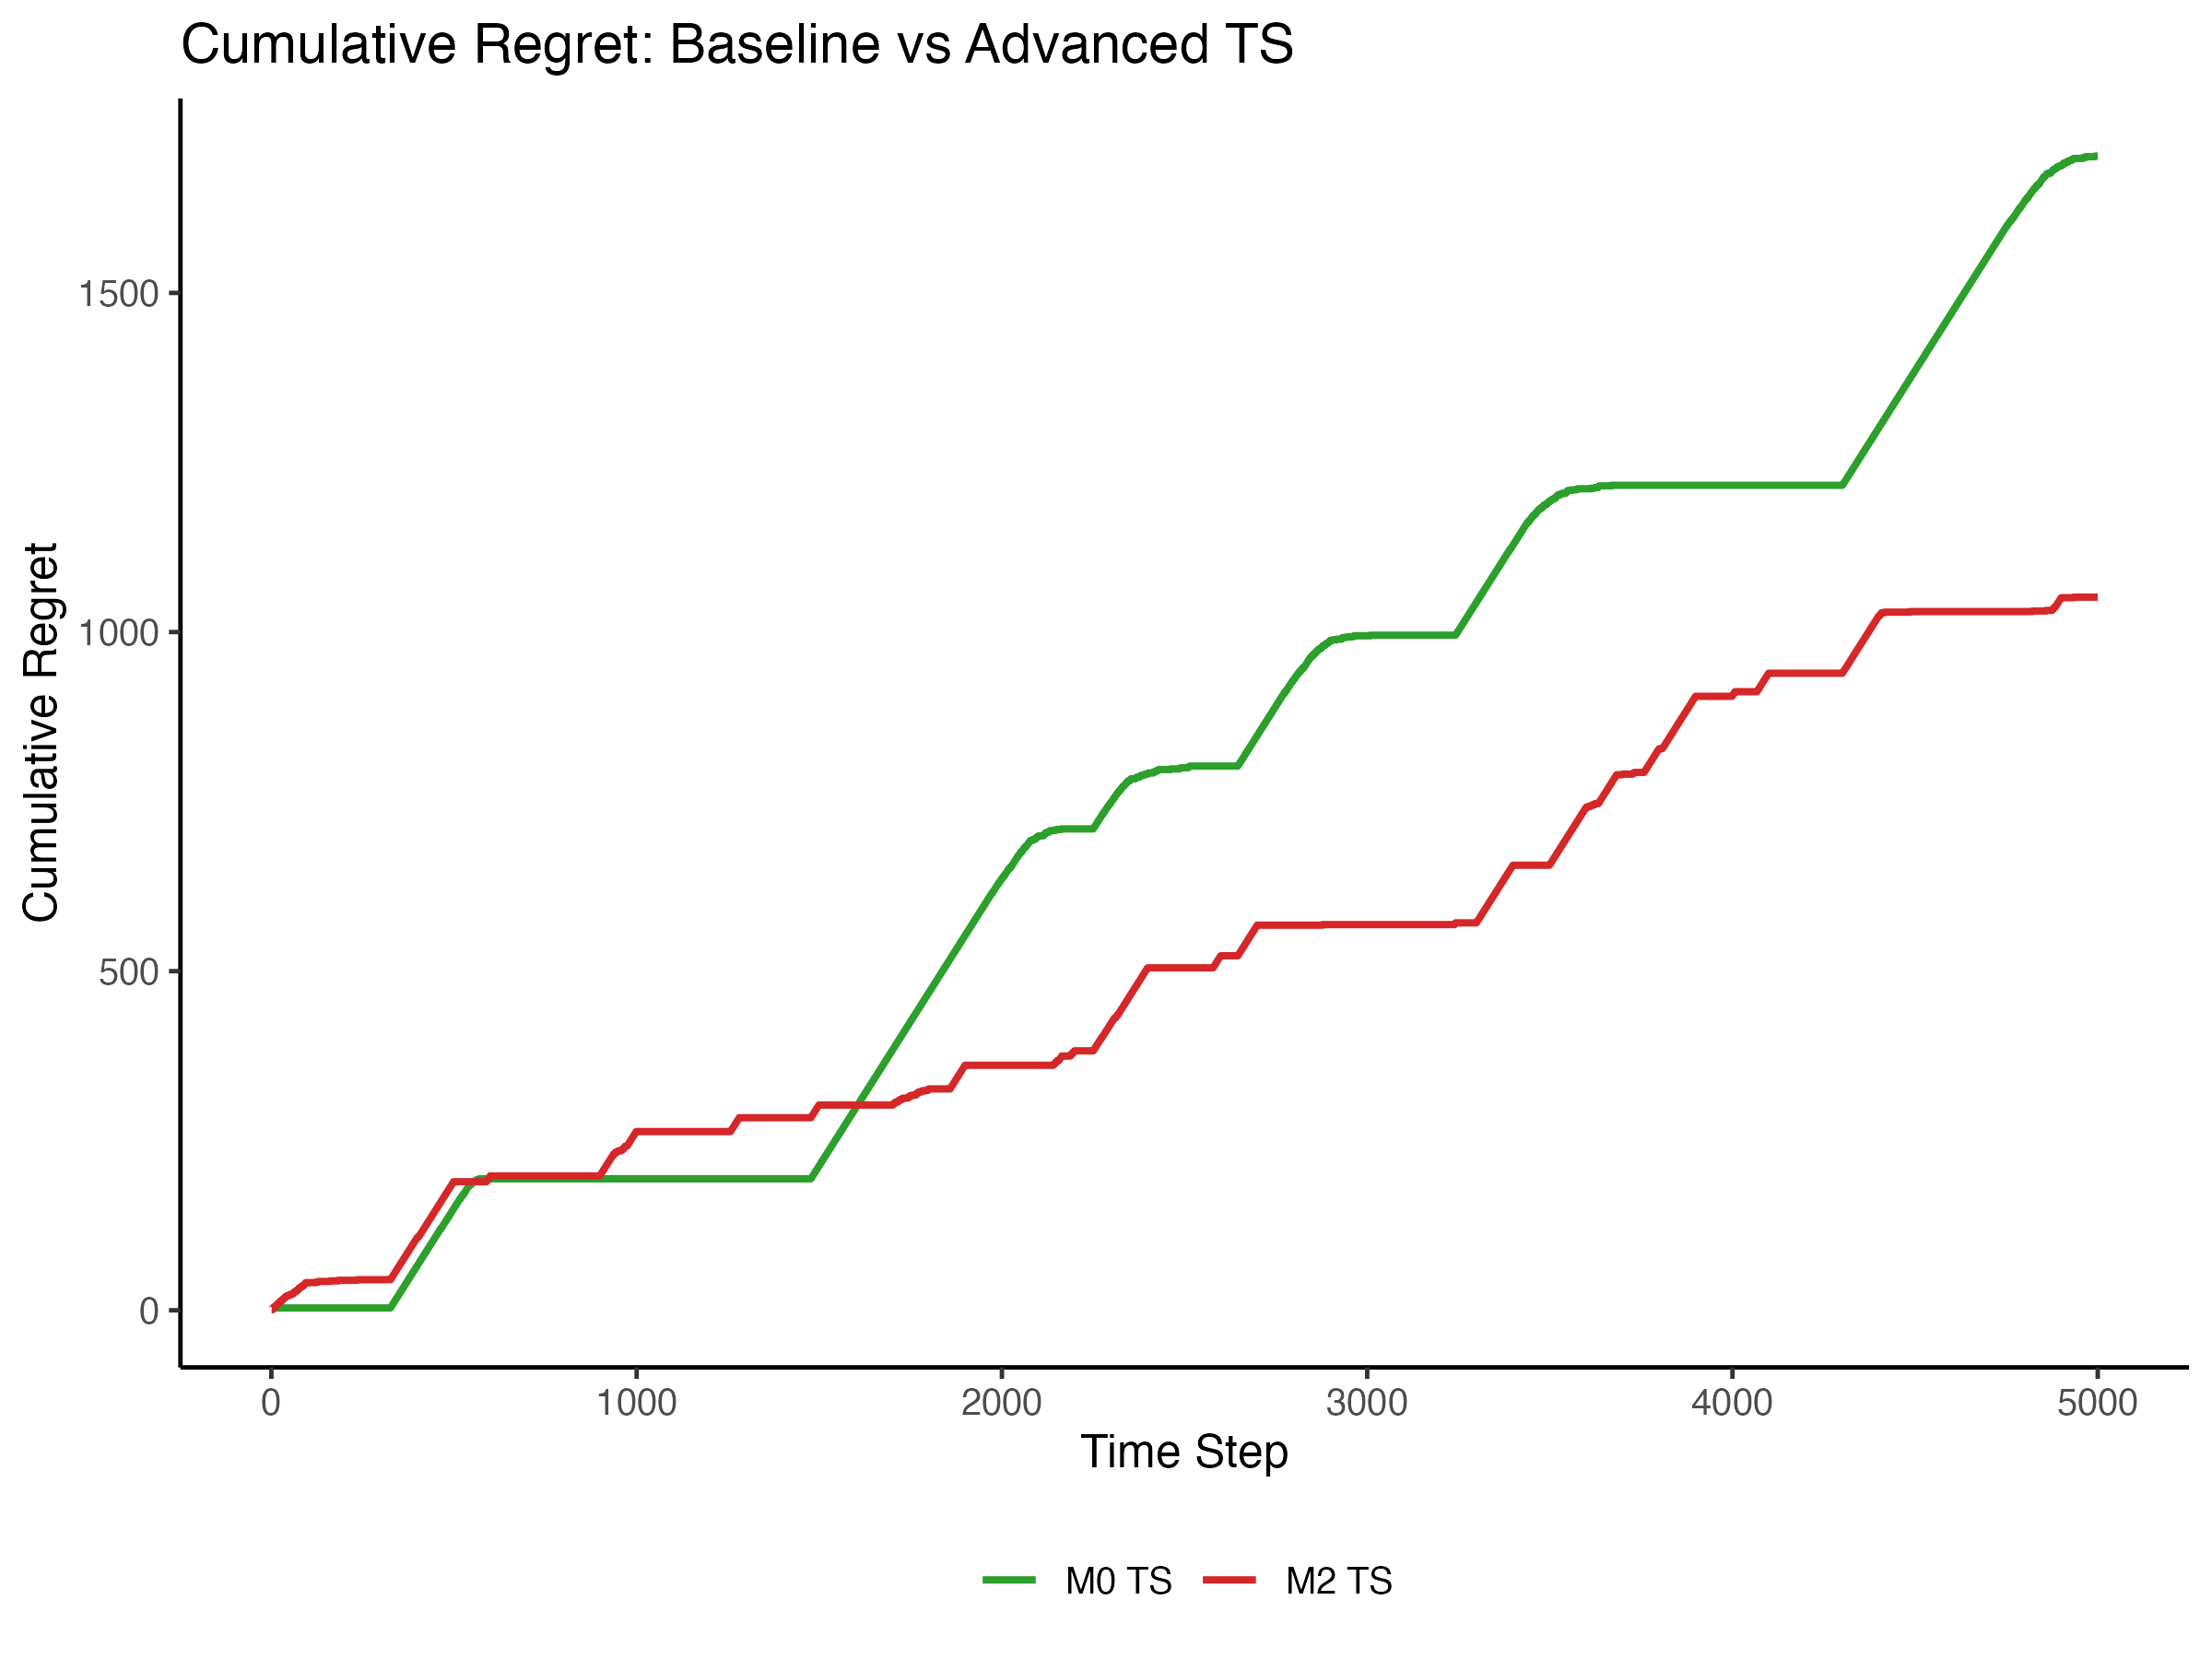 Cumulative Regret: Baseline vs Advanced TS
Cumulative Regret
1500
1000
500
0
0 1000 2000 3000 4000 5000
Time Step
M0 TS M2 TS